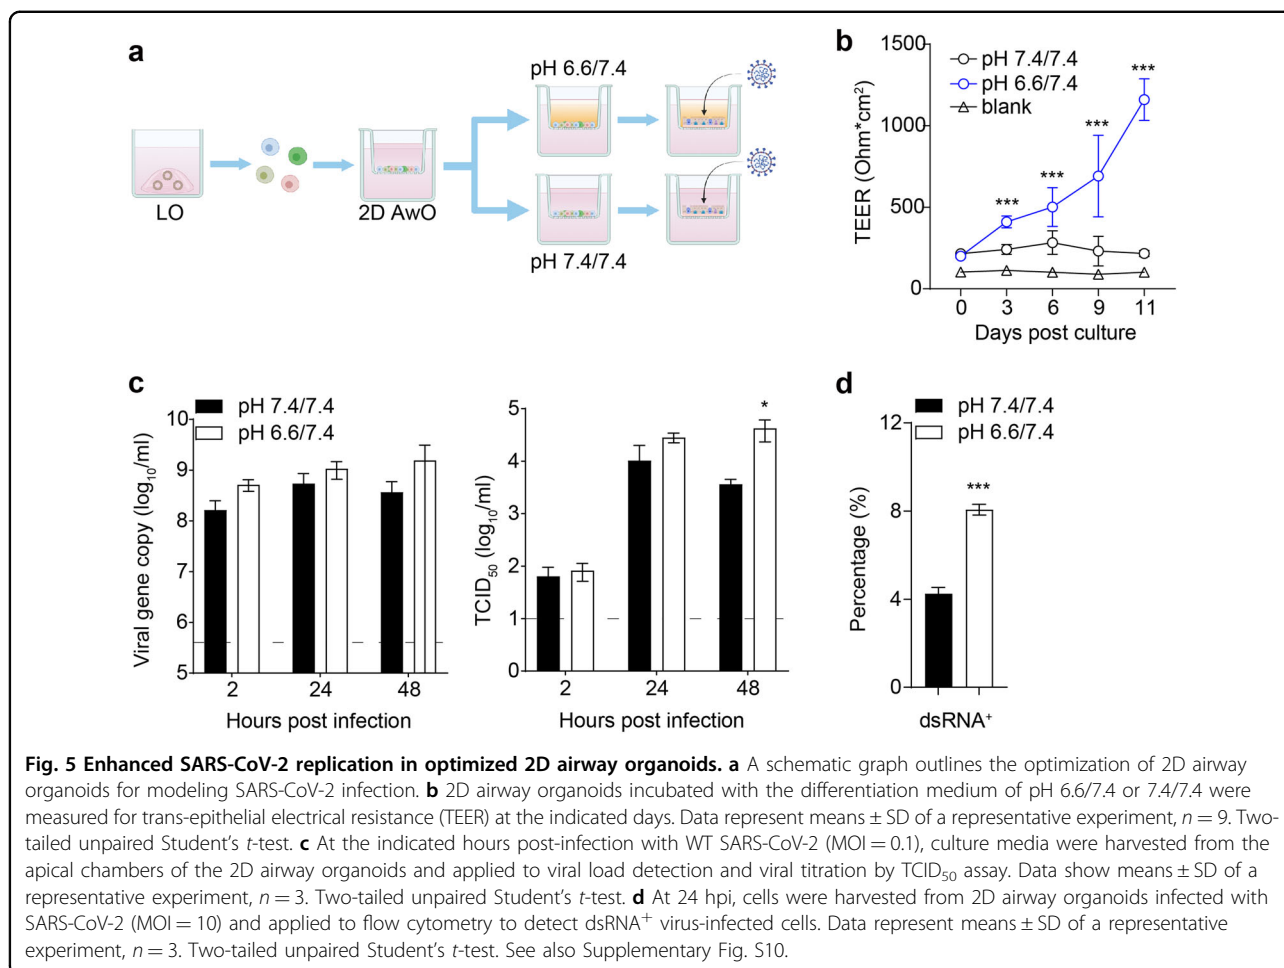 a
pH 6.6/7.4
LO
2D AwO
pH 7.4/7.4
b
1500
1000
500
0
TEER (Ohm*cm²)
pH 7.4/7.4
pH 6.6/7.4
blank
***
***
***
***
0 3 6 9 11
Days post culture
c
pH 7.4/7.4
pH 6.6/7.4
10
9
8
7
6
5
Viral gene copy (log₁₀/ml)
2 24 48
Hours post infection
5
4
3
2
1
0
TCID₅₀ (log₁₀/ml)
*
2 24 48
Hours post infection
d
pH 7.4/7.4
pH 6.6/7.4
12
8
4
0
Percentage (%)
***
dsRNA⁺
Fig. 5 Enhanced SARS-CoV-2 replication in optimized 2D airway organoids. a A schematic graph outlines the optimization of 2D airway
organoids for modeling SARS-CoV-2 infection. b 2D airway organoids incubated with the differentiation medium of pH 6.6/7.4 or 7.4/7.4 were
measured for trans-epithelial electrical resistance (TEER) at the indicated days. Data represent means ± SD of a representative experiment, n = 9. Two-
tailed unpaired Student's t-test. c At the indicated hours post-infection with WT SARS-CoV-2 (MOI = 0.1), culture media were harvested from the
apical chambers of the 2D airway organoids and applied to viral load detection and viral titration by TCID₅₀ assay. Data show means ± SD of a
representative experiment, n = 3. Two-tailed unpaired Student's t-test. d At 24 hpi, cells were harvested from 2D airway organoids infected with
SARS-CoV-2 (MOI = 10) and applied to flow cytometry to detect dsRNA⁺ virus-infected cells. Data represent means ± SD of a representative
experiment, n = 3. Two-tailed unpaired Student's t-test. See also Supplementary Fig. S10.